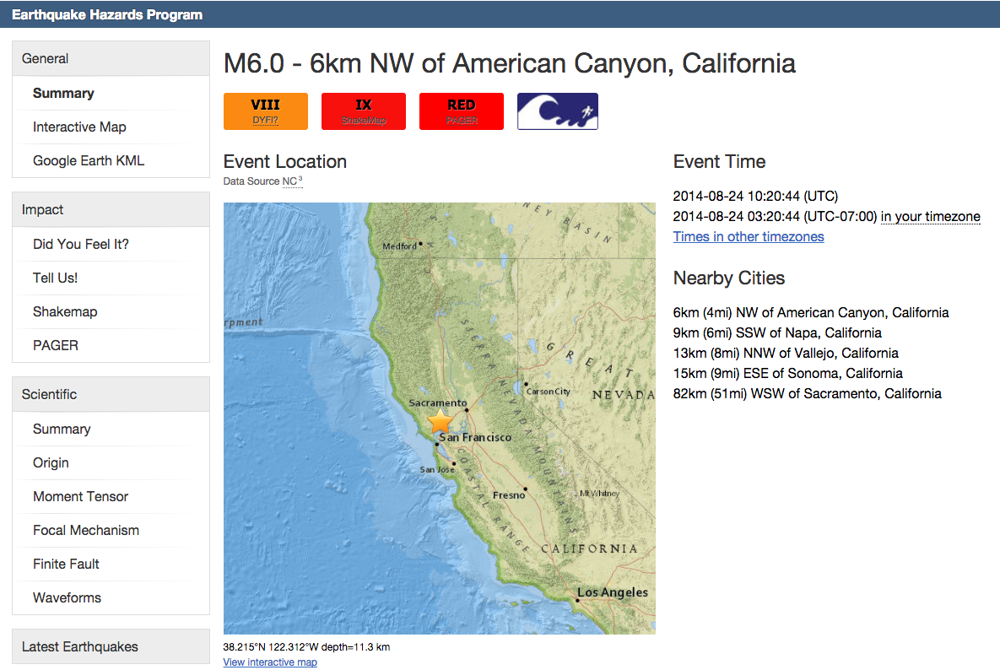 Earthquake Hazards Program
General
Summary
Interactive Map
Google Earth KML
Impact
Did You Feel It?
Tell Us!
Shakemap
PAGER
Scientific
Summary
Origin
Moment Tensor
Focal Mechanism
Finite Fault
Waveforms
Latest Earthquakes
M6.0 - 6km NW of American Canyon, California
VIII
DYFI?
IX
ShakeMap
RED
PAGER
Event Location
Data Source NC 3
NEY BASIN
Medford
rpment
SIERRA NEVADA MOUNTAINS
GREAT
Carson City
NEVADA
Sacramento
San Francisco
San Jose
COASTAL RANGE
Fresno
Mt Whitney
CALIFORNIA
Los Angeles
38.215°N 122.312°W depth=11.3 km
View interactive map
Event Time
2014-08-24 10:20:44 (UTC)
2014-08-24 03:20:44 (UTC-07:00) in your timezone
Times in other timezones
Nearby Cities
6km (4mi) NW of American Canyon, California
9km (6mi) SSW of Napa, California
13km (8mi) NNW of Vallejo, California
15km (9mi) ESE of Sonoma, California
82km (51mi) WSW of Sacramento, California